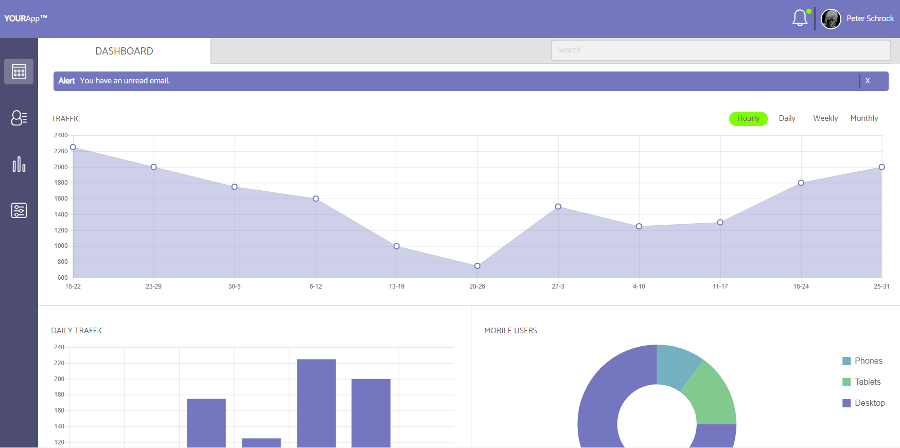 YOURApp™
Peter Schrock
DASHBOARD
Search
Alert You have an unread email.
X
TRAFFIC
Hourly Daily Weekly Monthly
2400
2200
2000
1800
1600
1400
1200
1000
800
600
16-22 23-29 30-5 6-12 13-19 20-26 27-3 4-10 11-17 18-24 25-31
DAILY TRAFFIC
240
220
200
180
160
140
120
MOBILE USERS
Phones
Tablets
Desktop